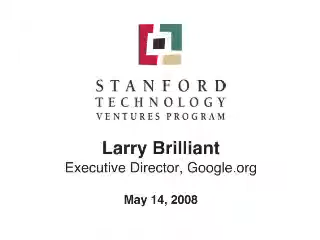 STANFORD
TECHNOLOGY
VENTURES PROGRAM
Larry Brilliant
Executive Director, Google.org
May 14, 2008